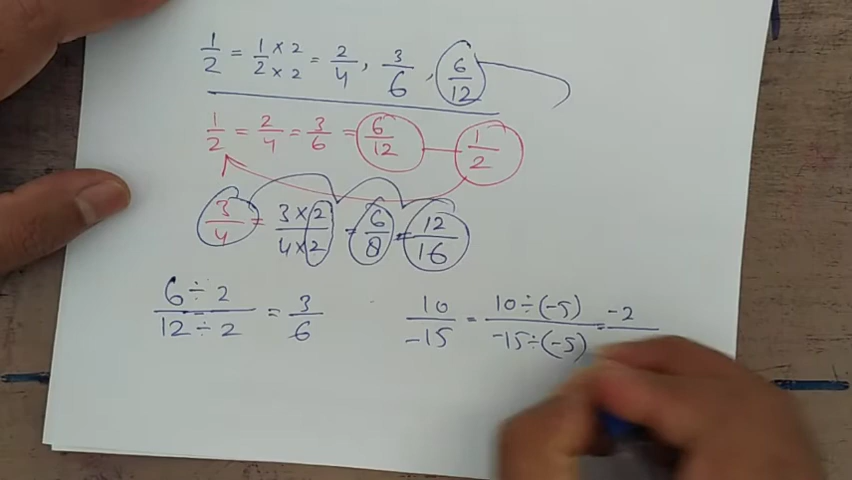 1/2 = 1 × 2/2 × 2 = 2/4, 3/6, 6/12
1/2 = 2/4 = 3/6 = 6/12 1/2
3/4 = 3 × 2/4 × 2 = 6/8 = 12/16
6 ÷ 2/12 ÷ 2 = 3/6 10/-15 = 10 ÷ (-5)/-15 ÷ (-5) = -2/